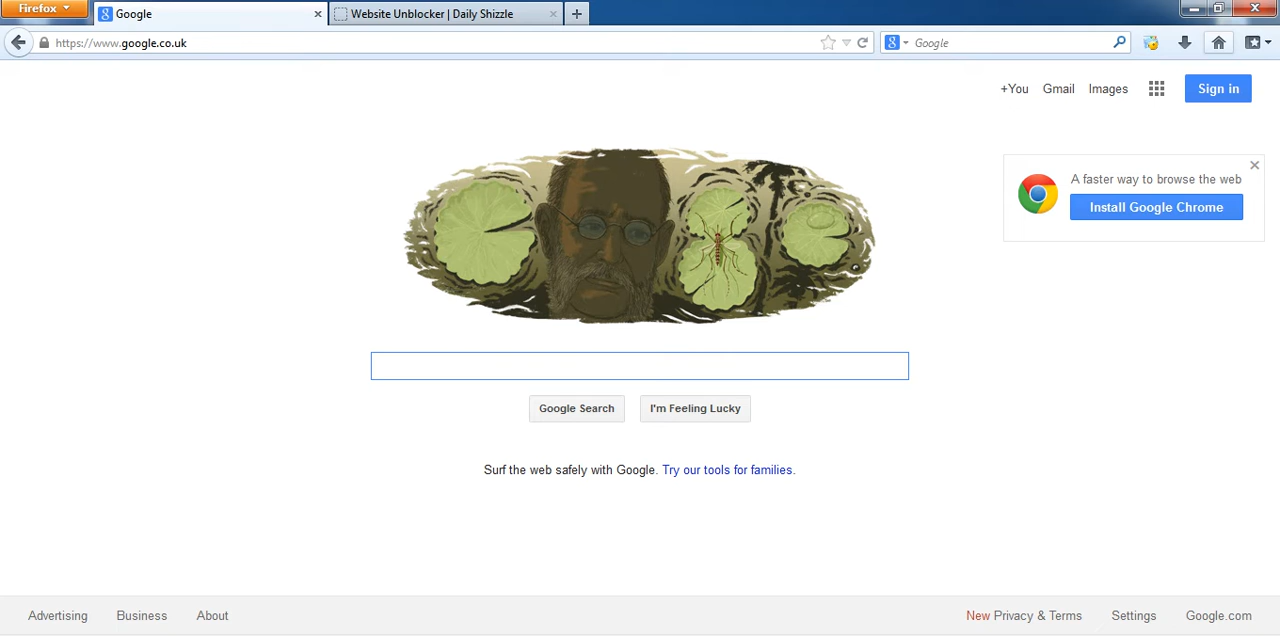 Firefox
Google
Website Unblocker | Daily Shizzle
https://www.google.co.uk
Google
+You Gmail Images Sign in
A faster way to browse the web
Install Google Chrome
Google Search I'm Feeling Lucky
Surf the web safely with Google. Try our tools for families.
Advertising Business About New Privacy & Terms Settings Google.com